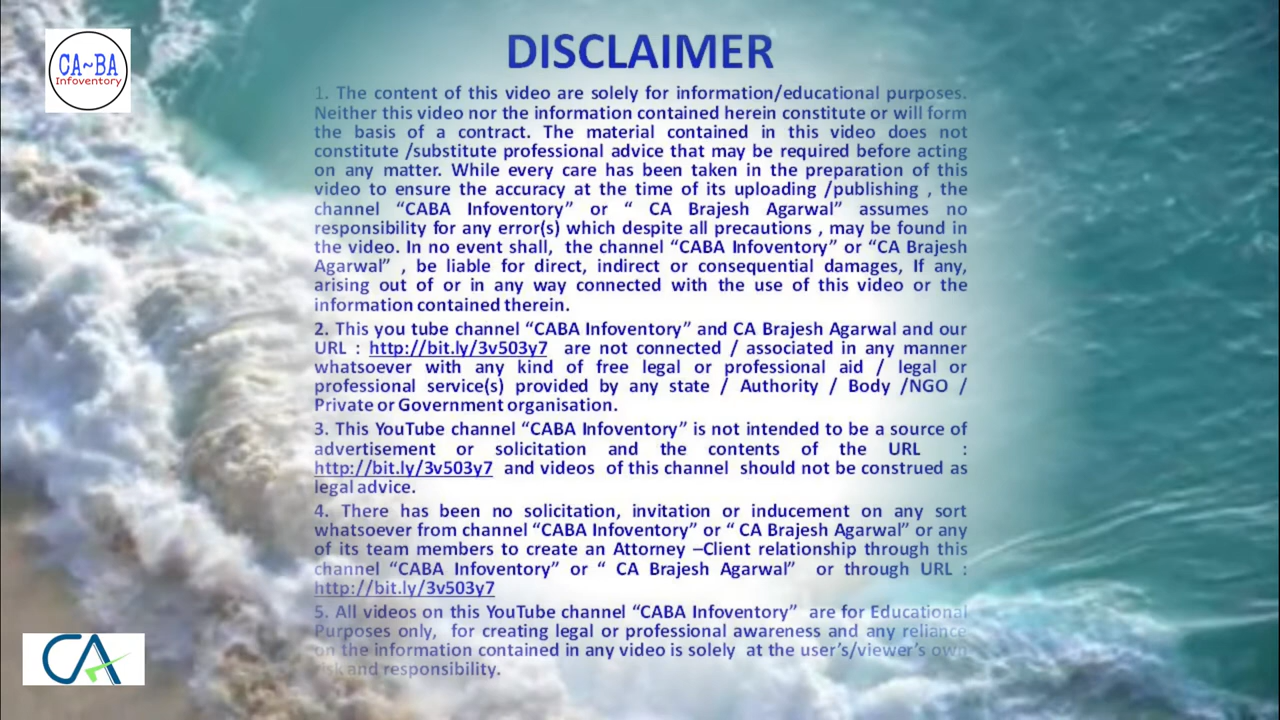 CA~BA
Infoventory
DISCLAIMER
1. The content of this video are solely for information/educational purposes.
Neither this video nor the information contained herein constitute or will form
the basis of a contract. The material contained in this video does not
constitute /substitute professional advice that may be required before acting
on any matter. While every care has been taken in the preparation of this
video to ensure the accuracy at the time of its uploading /publishing , the
channel “CABA Infoventory” or “ CA Brajesh Agarwal” assumes no
responsibility for any error(s) which despite all precautions , may be found in
the video. In no event shall, the channel “CABA Infoventory” or “CA Brajesh
Agarwal” , be liable for direct, indirect or consequential damages, If any,
arising out of or in any way connected with the use of this video or the
information contained therein.
2. This you tube channel “CABA Infoventory” and CA Brajesh Agarwal and our
URL : http://bit.ly/3v503y7 are not connected / associated in any manner
whatsoever with any kind of free legal or professional aid / legal or
professional service(s) provided by any state / Authority / Body /NGO /
Private or Government organisation.
3. This YouTube channel “CABA Infoventory” is not intended to be a source of
advertisement or solicitation and the contents of the URL :
http://bit.ly/3v503y7 and videos of this channel should not be construed as
legal advice.
4. There has been no solicitation, invitation or inducement on any sort
whatsoever from channel “CABA Infoventory” or “ CA Brajesh Agarwal” or any
of its team members to create an Attorney –Client relationship through this
channel “CABA Infoventory” or “ CA Brajesh Agarwal” or through URL :
http://bit.ly/3v503y7
5. All videos on this YouTube channel “CABA Infoventory” are for Educational
Purposes only, for creating legal or professional awareness and any reliance
on the information contained in any video is solely at the user’s/viewer’s own
risk and responsibility.
CA